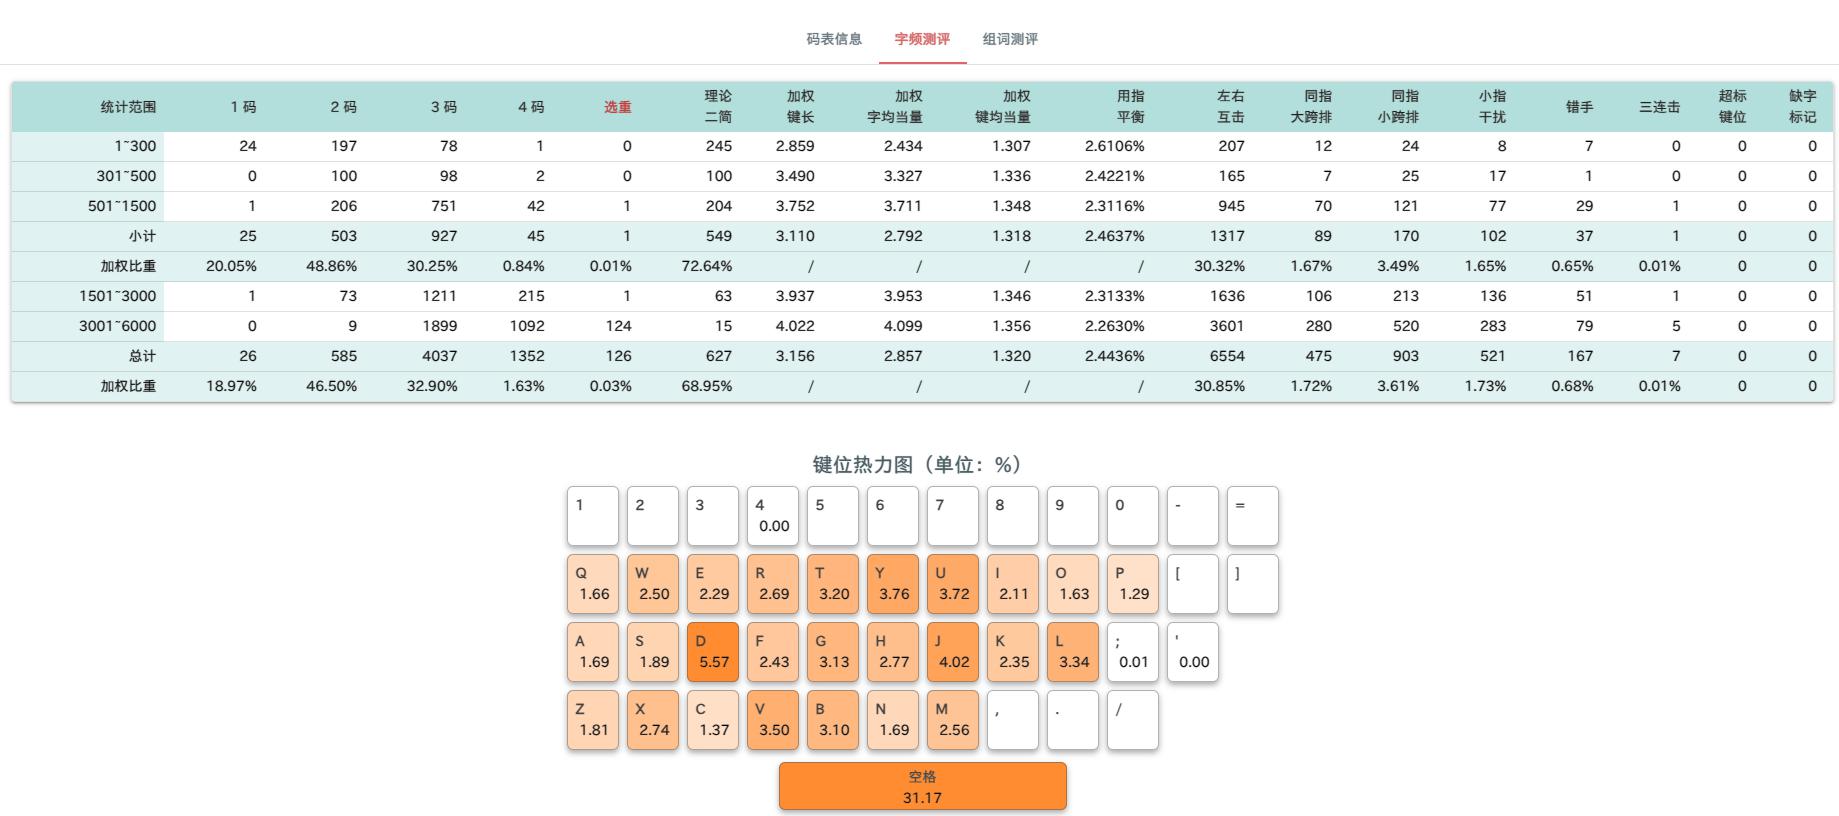 码表信息 字频测评 组词测评
统计范围 1 码 2 码 3 码 4 码 选重 理论二简 加权键长 加权字均当量 加权键均当量 用指平衡 左右互击 同指大跨排 同指小跨排 小指干扰 错手 三连击 超标键位 缺字标记
1~300 24 197 78 1 0 245 2.859 2.434 1.307 2.6106% 207 12 24 8 7 0 0 0
301~500 0 100 98 2 0 100 3.490 3.327 1.336 2.4221% 165 7 25 17 1 0 0 0
501~1500 1 206 751 42 1 204 3.752 3.711 1.348 2.3116% 945 70 121 77 29 1 0 0
小计 25 503 927 45 1 549 3.110 2.792 1.318 2.4637% 1317 89 170 102 37 1 0 0
加权比重 20.05% 48.86% 30.25% 0.84% 0.01% 72.64% / / / / 30.32% 1.67% 3.49% 1.65% 0.65% 0.01% 0 0
1501~3000 1 73 1211 215 1 63 3.937 3.953 1.346 2.3133% 1636 106 213 136 51 1 0 0
3001~6000 0 9 1899 1092 124 15 4.022 4.099 1.356 2.2630% 3601 280 520 283 79 5 0 0
总计 26 585 4037 1352 126 627 3.156 2.857 1.320 2.4436% 6554 475 903 521 167 7 0 0
加权比重 18.97% 46.50% 32.90% 1.63% 0.03% 68.95% / / / / 30.85% 1.72% 3.61% 1.73% 0.68% 0.01% 0 0
键位热力图（单位：%）
1 2 3 4 5 6 7 8 9 0 - =
0.00
Q W E R T Y U I O P [ ]
1.66 2.50 2.29 2.69 3.20 3.76 3.72 2.11 1.63 1.29
A S D F G H J K L ; '
1.69 1.89 5.57 2.43 3.13 2.77 4.02 2.35 3.34 0.01 0.00
Z X C V B N M , . /
1.81 2.74 1.37 3.50 3.10 1.69 2.56
空格
31.17